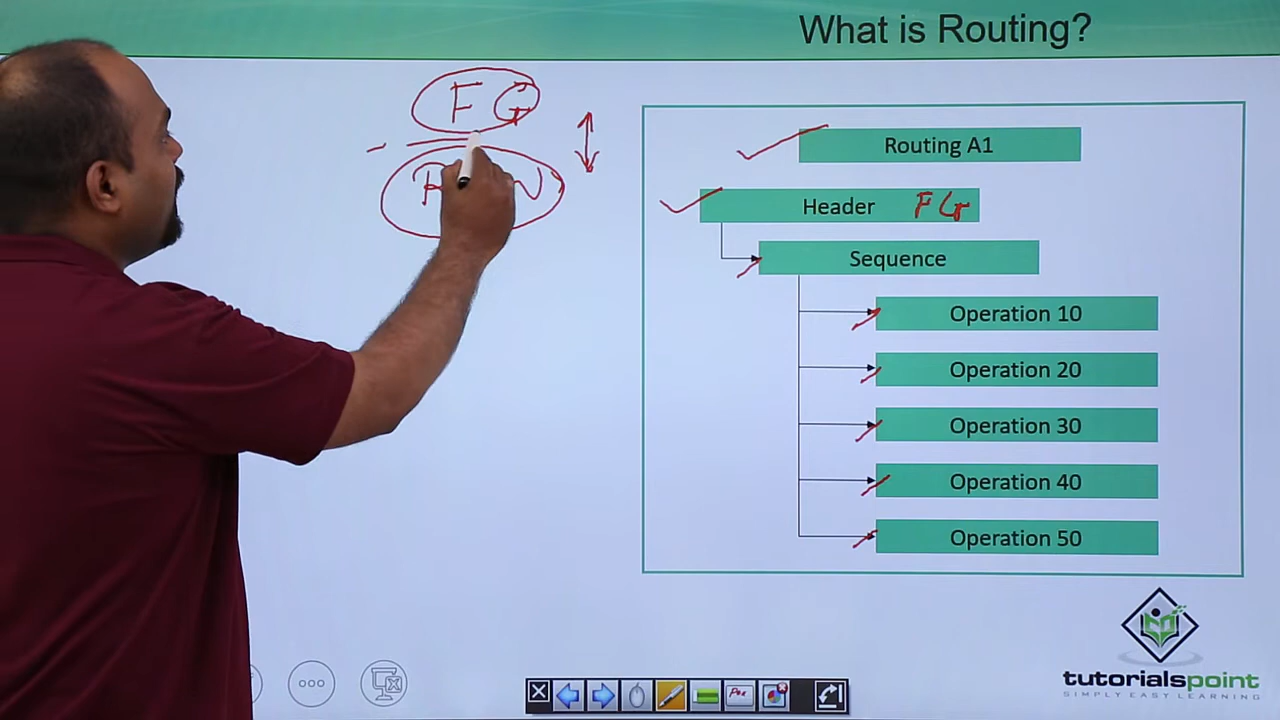 What is Routing?
F G
Routing A1
Header FG
Sequence
Operation 10
Operation 20
Operation 30
Operation 40
Operation 50
tutorialspoint
SIMPLY EASY LEARNING
Pen